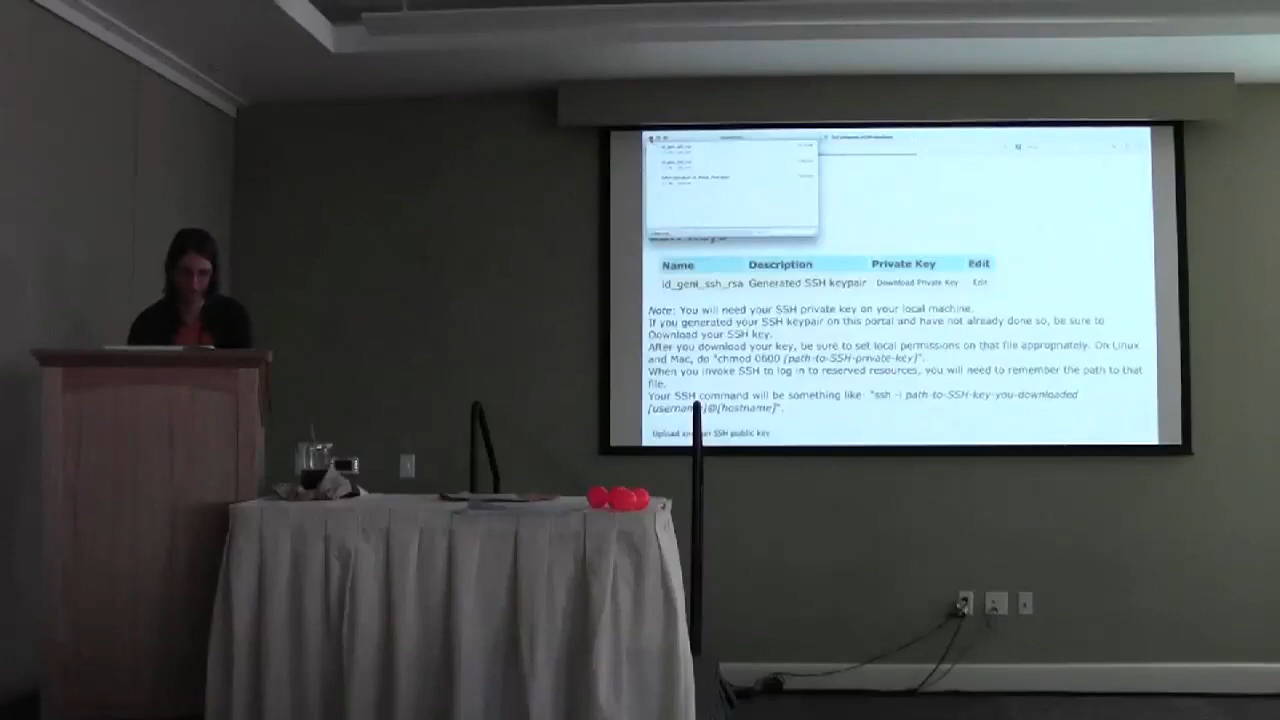 Name Description Private Key Edit
id_geni_ssh_rsa Generated SSH keypair Download Private Key Edit
Note: You will need your SSH private key on your local machine.
If you generated your SSH keypair on this portal and have not already done so, be sure to
Download your SSH key.
After you download your key, be sure to set local permissions on that file appropriately. On Linux
and Mac, do "chmod 0600 [path-to-SSH-private-key]".
When you invoke SSH to log in to reserved resources, you will need to remember the path to that
file.
Your SSH command will be something like: "ssh -i path-to-SSH-key-you-downloaded
[username]@[hostname]".
Upload another SSH public key